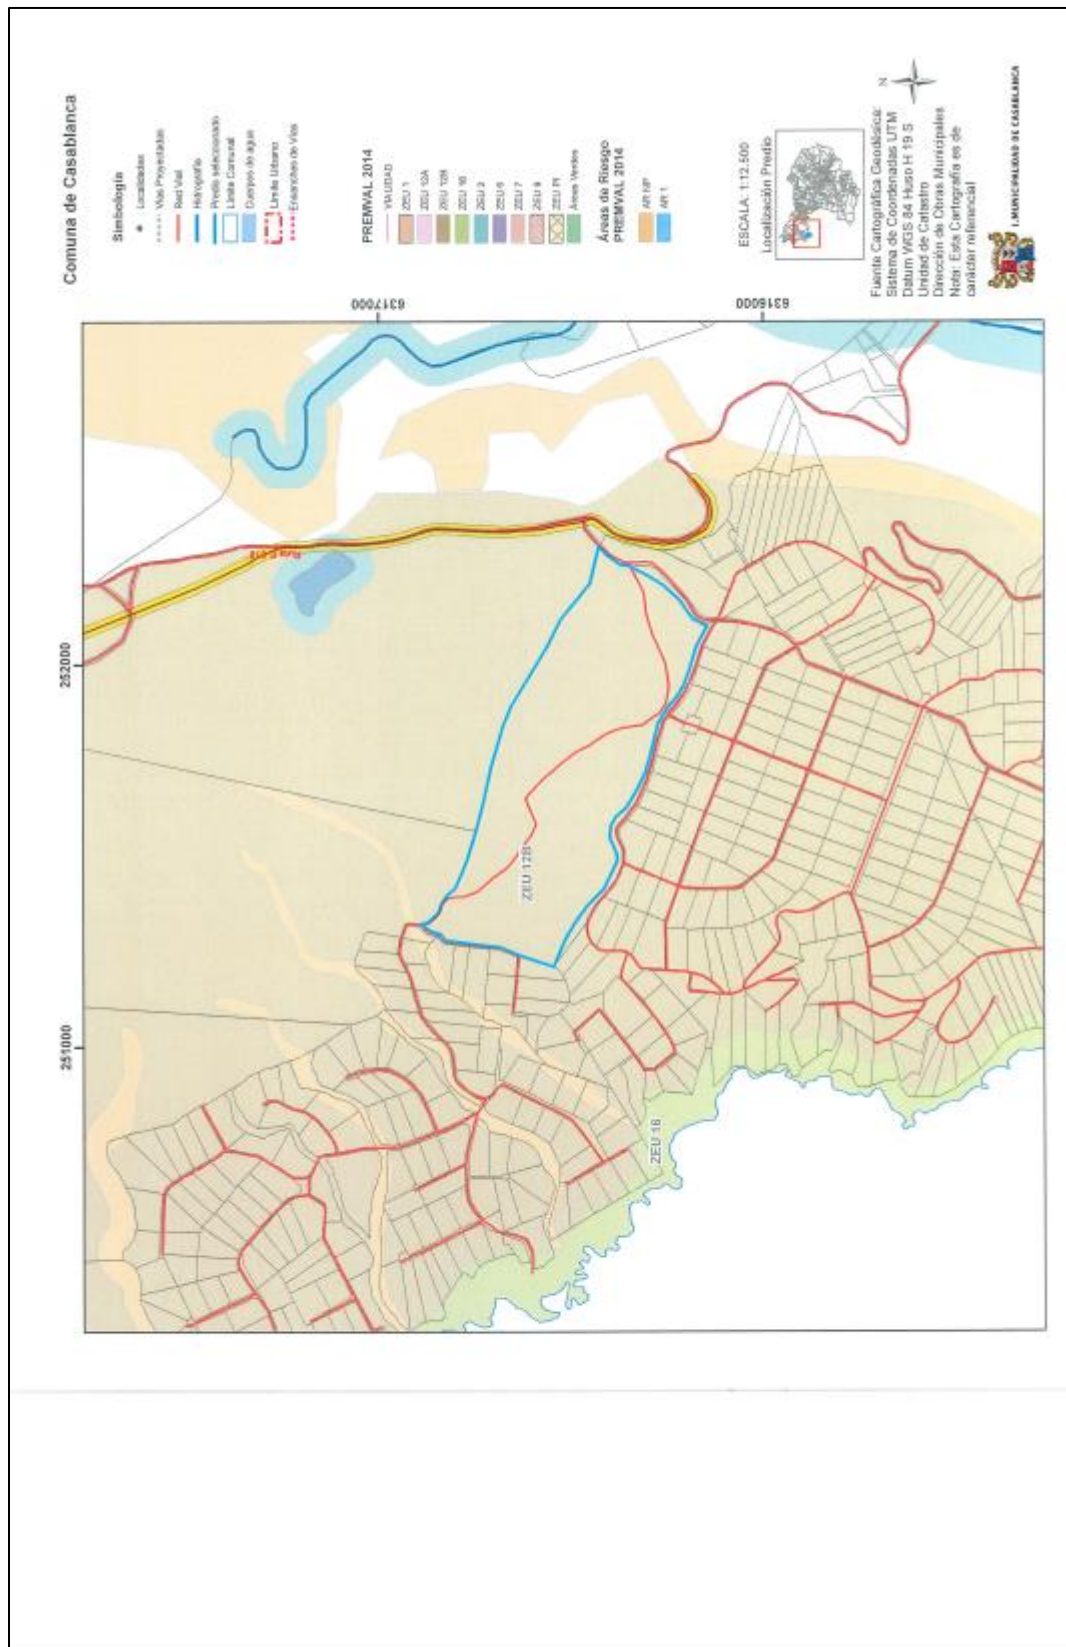 Comuna de Casablanca
Simbología
Localidades
Vías Proyectadas
Red Vial
Hidrografía
Predio seleccionado
Límite Comunal
Cuerpos de agua
Límite Urbano
Ensanches de Vías
PREMVAL 2014
VIALIDAD
ZEU 1
ZEU 12A
ZEU 12B
ZEU 16
ZEU 3
ZEU 7
ZEU 9
ZEU PI
Áreas Verdes
Áreas de Riesgo
PREMVAL 2014
AR NP
AR 1
ESCALA: 1:12.500
Localización Predio
N
Fuente Cartográfica Geodésica:
Sistema de Coordenadas UTM
Datum WGS 84 Huso H 19 S
Unidad de Catastro
Dirección de Obras Municipales
Nota: Esta Cartografía es de
carácter referencial
I.MUNICIPALIDAD DE CASABLANCA
251000
252000
6317000
6316000
ZEU 12B
ZEU 16